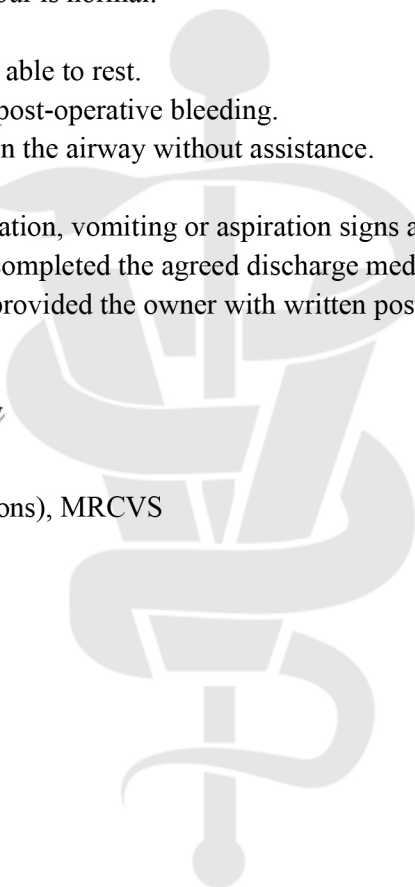 our is normal.
able to rest.
post-operative bleeding.
n the airway without assistance.
ation, vomiting or aspiration signs a
ompleted the agreed discharge med
provided the owner with written pos
ons), MRCVS